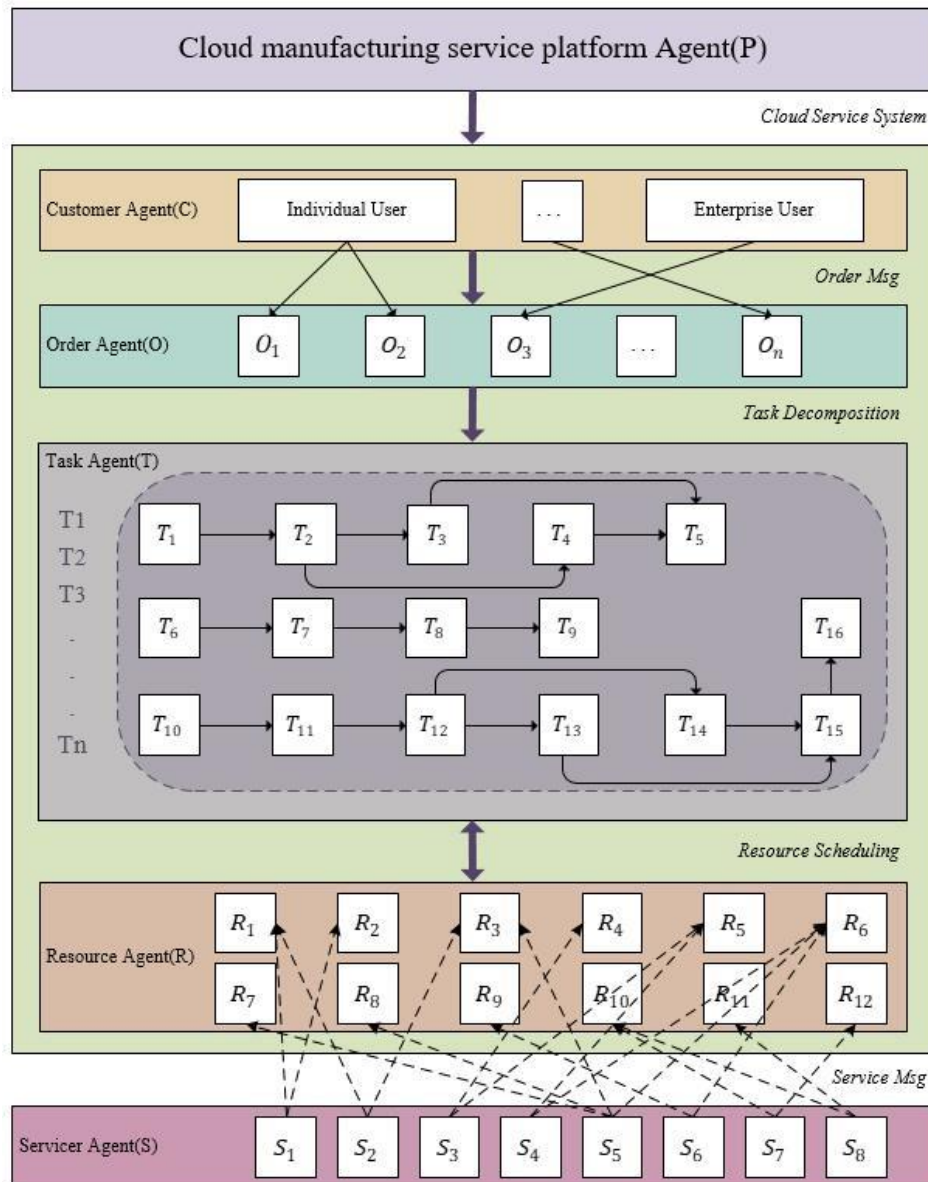 Cloud manufacturing service platform Agent(P)
Cloud Service System
Customer Agent(C)
Individual User
...
Enterprise User
Order Msg
Order Agent(O)
O₁
O₂
O₃
...
Oₙ
Task Decomposition
Task Agent(T)
T1
T2
T3
.
.
.
Tn
T₁
T₂
T₃
T₄
T₅
T₆
T₇
T₈
T₉
T₁₆
T₁₀
T₁₁
T₁₂
T₁₃
T₁₄
T₁₅
Resource Scheduling
Resource Agent(R)
R₁
R₂
R₃
R₄
R₅
R₆
R₇
R₈
R₉
R₁₀
R₁₁
R₁₂
Service Msg
Servicer Agent(S)
S₁
S₂
S₃
S₄
S₅
S₆
S₇
S₈